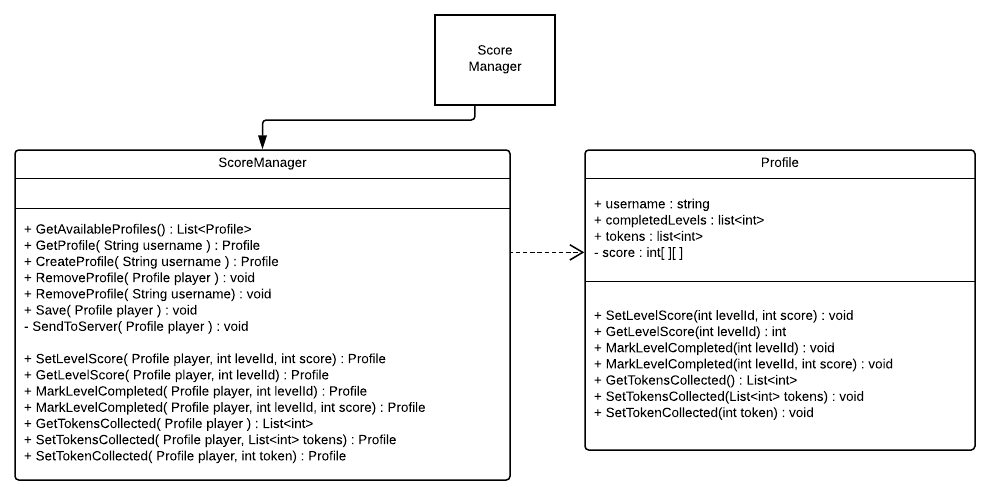 Score
Manager
ScoreManager
+ GetAvailableProfiles() : List<Profile>
+ GetProfile( String username ) : Profile
+ CreateProfile( String username ) : Profile
+ RemoveProfile( Profile player ) : void
+ RemoveProfile( String username) : void
+ Save( Profile player ) : void
- SendToServer( Profile player ) : void
+ SetLevelScore( Profile player, int levelId, int score) : Profile
+ GetLevelScore( Profile player, int levelId) : Profile
+ MarkLevelCompleted( Profile player, int levelId) : Profile
+ MarkLevelCompleted( Profile player, int levelId, int score) : Profile
+ GetTokensCollected( Profile player ) : List<int>
+ SetTokensCollected( Profile player, List<int> tokens) : Profile
+ SetTokenCollected( Profile player, int token) : Profile
Profile
+ username : string
+ completedLevels : list<int>
+ tokens : list<int>
- score : int[ ][ ]
+ SetLevelScore(int levelId, int score) : void
+ GetLevelScore(int levelId) : int
+ MarkLevelCompleted(int levelId) : void
+ MarkLevelCompleted(int levelId, int score) : void
+ GetTokensCollected() : List<int>
+ SetTokensCollected(List<int> tokens) : void
+ SetTokenCollected(int token) : void